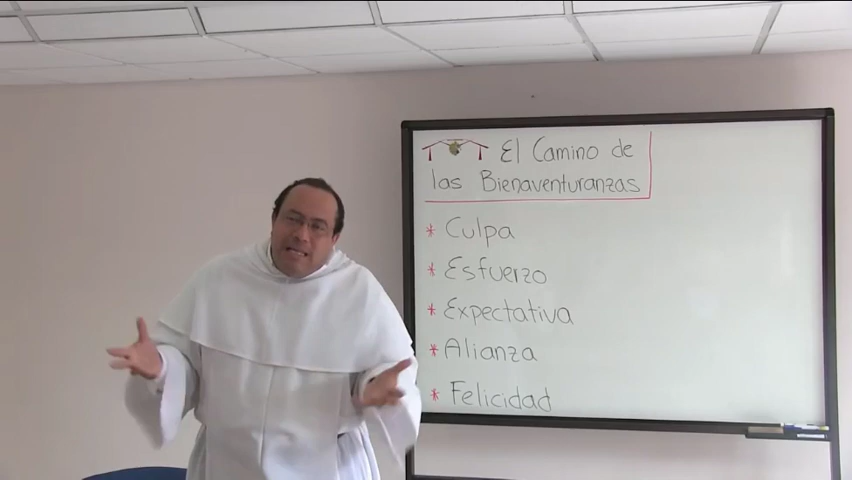 El Camino de
las Bienaventuranzas
* Culpa
* Esfuerzo
* Expectativa
* Alianza
* Felicidad